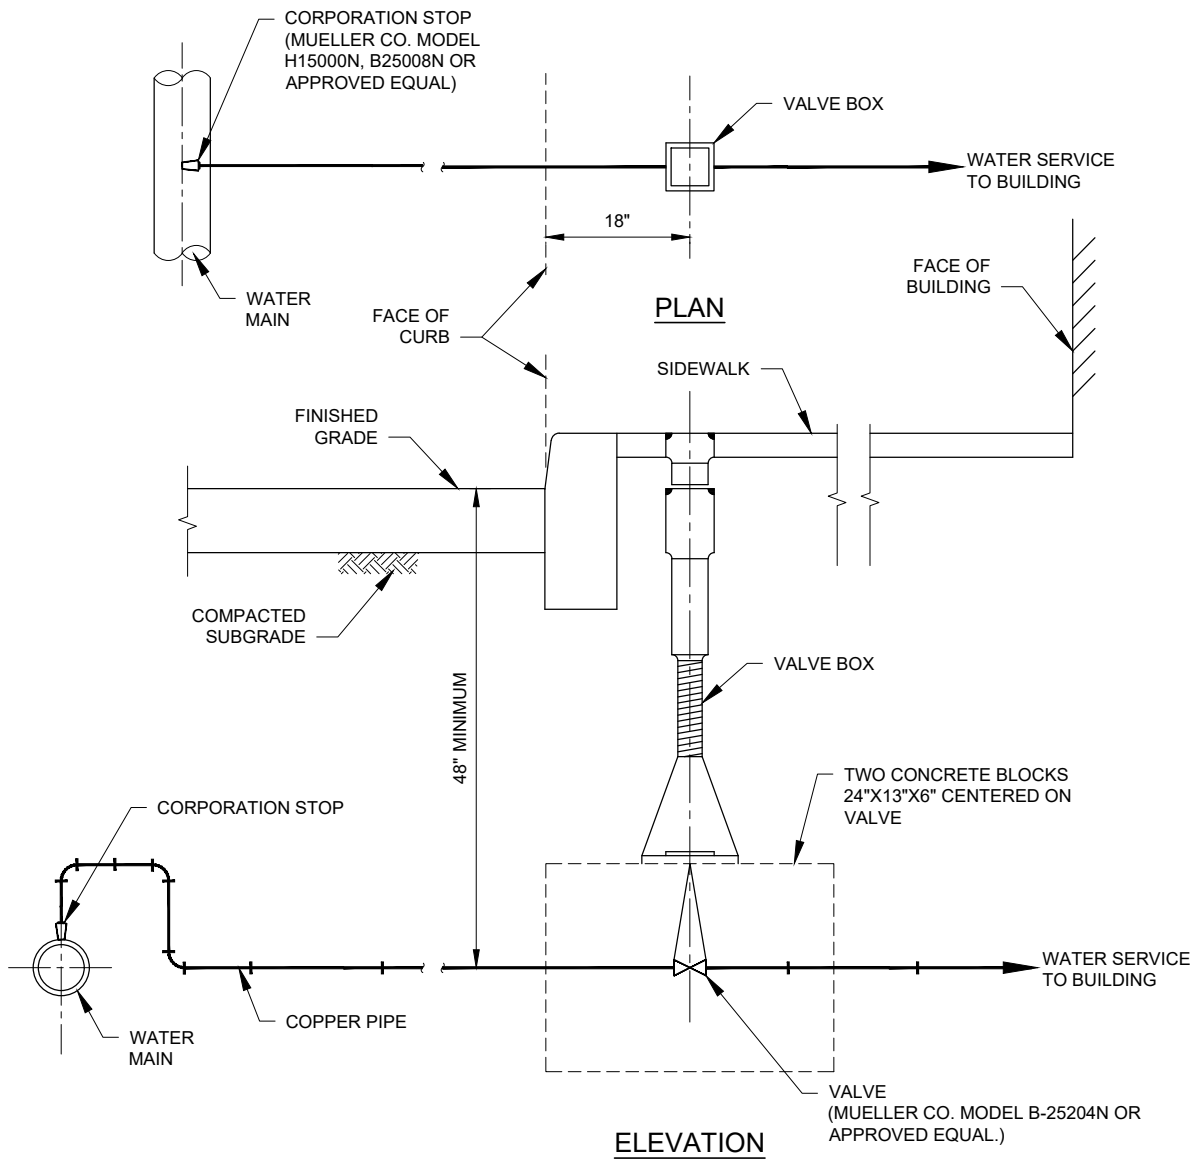 CORPORATION STOP
(MUELLER CO. MODEL
H15000N, B25008N OR
APPROVED EQUAL)
VALVE BOX
WATER SERVICE
TO BUILDING
18"
WATER
MAIN
FACE OF
CURB
PLAN
FACE OF
BUILDING
SIDEWALK
FINISHED
GRADE
COMPACTED
SUBGRADE
48" MINIMUM
VALVE BOX
TWO CONCRETE BLOCKS
24"X13"X6" CENTERED ON
VALVE
CORPORATION STOP
WATER SERVICE
TO BUILDING
COPPER PIPE
WATER
MAIN
VALVE
(MUELLER CO. MODEL B-25204N OR
APPROVED EQUAL.)
ELEVATION